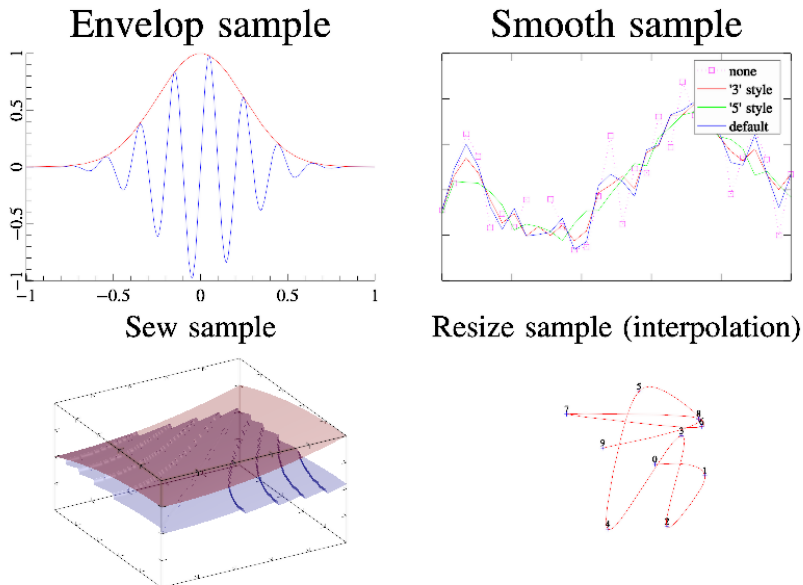 Envelop sample
Smooth sample
1
0.5
0
−0.5
−1
−1
−0.5
0
0.5
1
none
'3' style
'5' style
default
Sew sample
Resize sample (interpolation)
5
7
8
6
3
9
0
1
4
2